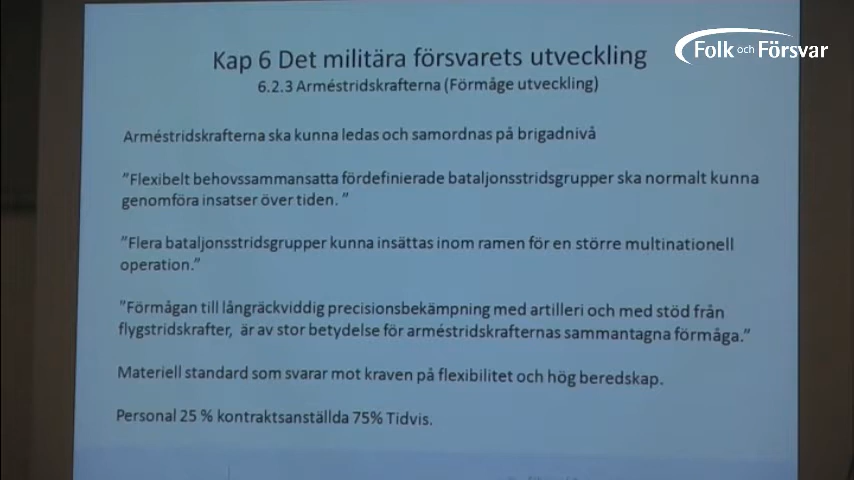 Folk och Försvar
Kap 6 Det militära försvarets utveckling
6.2.3 Arméstridskrafterna (Förmåge utveckling)
Arméstridskrafterna ska kunna ledas och samordnas på brigadnivå
"Flexibelt behovssammansatta fördefinierade bataljonsstridsgrupper ska normalt kunna
genomföra insatser över tiden. "
"Flera bataljonsstridsgrupper kunna insättas inom ramen för en större multinationell
operation."
"Förmågan till långräckviddig precisionsbekämpning med artilleri och med stöd från
flygstridskrafter, är av stor betydelse för arméstridskrafternas sammantagna förmåga."
Materiell standard som svarar mot kraven på flexibilitet och hög beredskap.
Personal 25 % kontraktsanställda 75% Tidvis.